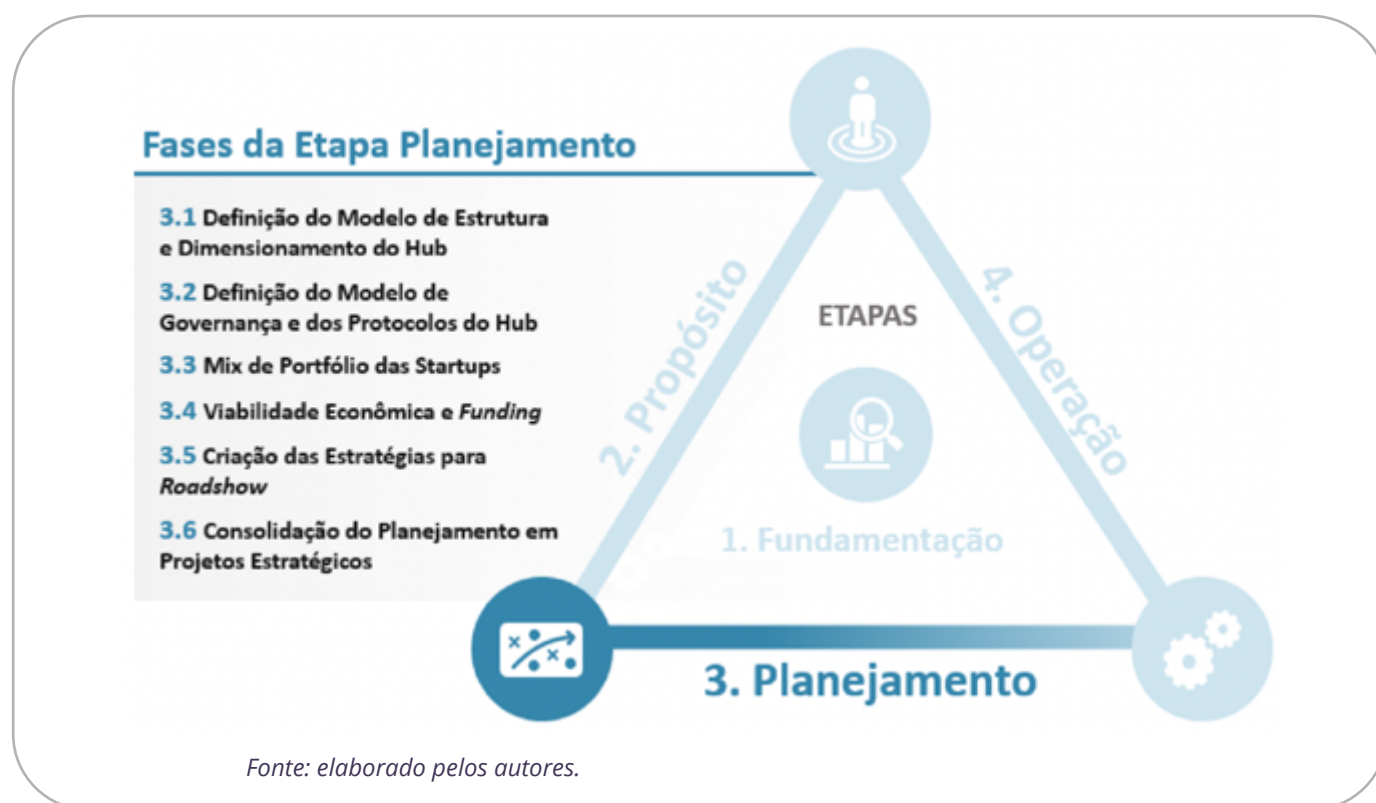 Fases da Etapa Planejamento
3.1 Definição do Modelo de Estrutura
e Dimensionamento do Hub
3.2 Definição do Modelo de
Governança e dos Protocolos do Hub
3.3 Mix de Portfólio das Startups
3.4 Viabilidade Econômica e Funding
3.5 Criação das Estratégias para
Roadshow
3.6 Consolidação do Planejamento em
Projetos Estratégicos
2. Propósito
ETAPAS
4. Operação
1. Fundamentação
3. Planejamento
Fonte: elaborado pelos autores.